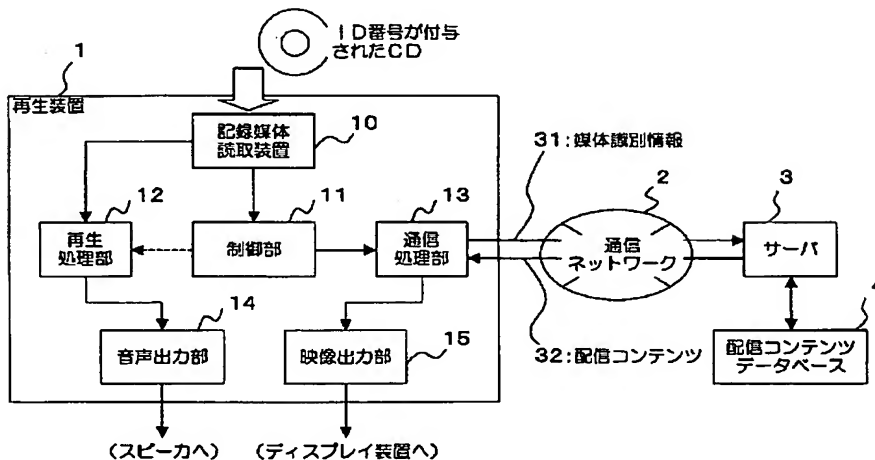 ID番号が付与
されたCD
1
再生装置
記録媒体
読取装置
10
31:媒体識別情報
12
11
13
2
3
再生
処理部
制御部
通信
処理部
通信
ネットワーク
サーバ
14
15
4
音声出力部
映像出力部
32:配信コンテンツ
配信コンテンツ
データベース
(スピーカへ)
(ディスプレイ装置へ)